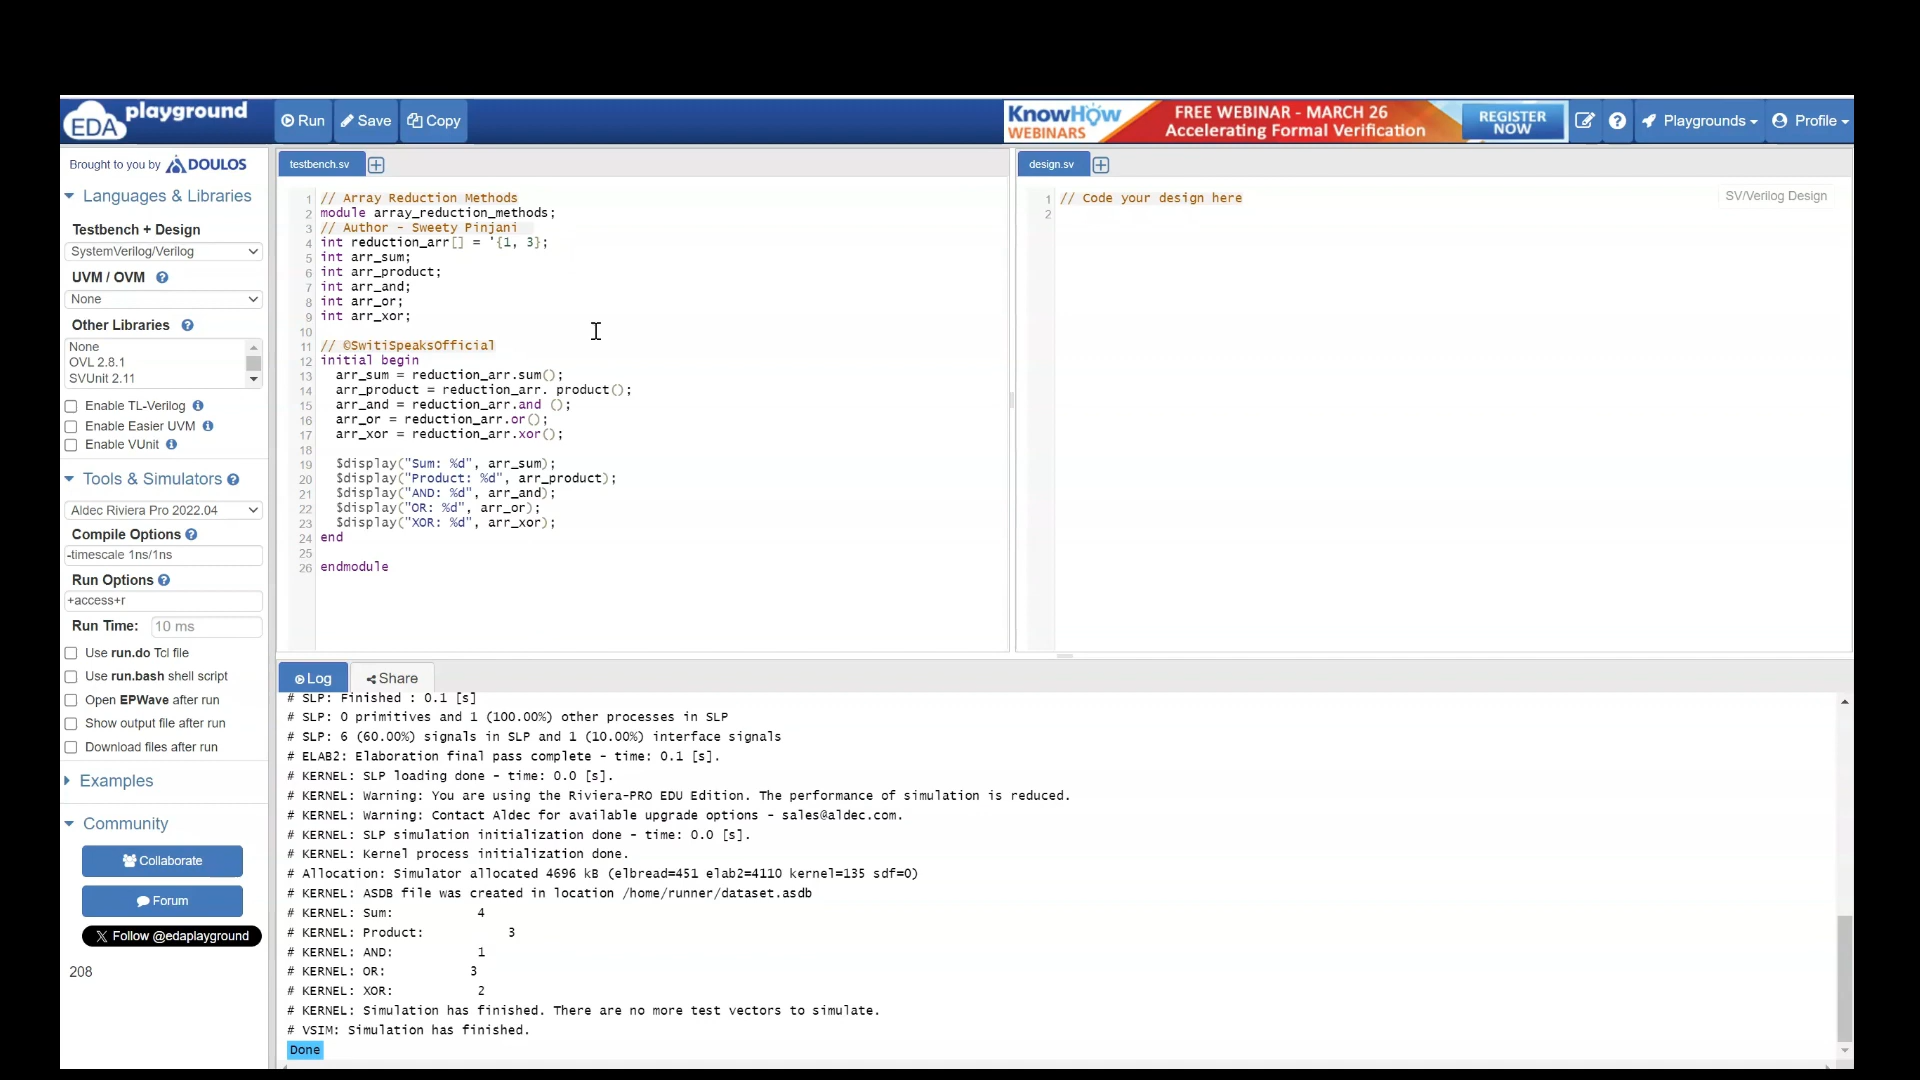 EDA playground
Run Save Copy
KnowHow WEBINARS
FREE WEBINAR - MARCH 26
Accelerating Formal Verification
REGISTER NOW
Playgrounds
Profile
Brought to you by DOULOS
Languages & Libraries
Testbench + Design
SystemVerilog/Verilog
UVM / OVM
None
Other Libraries
None
OVL 2.8.1
SVUnit 2.11
Enable TL-Verilog
Enable Easier UVM
Enable VUnit
Tools & Simulators
Aldec Riviera Pro 2022.04
Compile Options
-timescale 1ns/1ns
Run Options
+access+r
Run Time: 10 ms
Use run.do Tcl file
Use run.bash shell script
Open EPWave after run
Show output file after run
Download files after run
Examples
Community
Collaborate
Forum
X Follow @edaplayground
208
testbench.sv
1 // Array Reduction Methods
2 module array_reduction_methods;
3 // Author - Sweety Pinjani
4 int reduction_arr[] = '{1, 3};
5 int arr_sum;
6 int arr_product;
7 int arr_and;
8 int arr_or;
9 int arr_xor;
10
11 // ©SwitiSpeaksOfficial
12 initial begin
13 arr_sum = reduction_arr.sum();
14 arr_product = reduction_arr. product();
15 arr_and = reduction_arr.and ();
16 arr_or = reduction_arr.or();
17 arr_xor = reduction_arr.xor();
18
19 $display("Sum: %d", arr_sum);
20 $display("Product: %d", arr_product);
21 $display("AND: %d", arr_and);
22 $display("OR: %d", arr_or);
23 $display("XOR: %d", arr_xor);
24 end
25
26 endmodule
design.sv
1 // Code your design here
2
SV/Verilog Design
Log Share
# SLP: Finished : 0.1 [s]
# SLP: 0 primitives and 1 (100.00%) other processes in SLP
# SLP: 6 (60.00%) signals in SLP and 1 (10.00%) interface signals
# ELAB2: Elaboration final pass complete - time: 0.1 [s].
# KERNEL: SLP loading done - time: 0.0 [s].
# KERNEL: Warning: You are using the Riviera-PRO EDU Edition. The performance of simulation is reduced.
# KERNEL: Warning: Contact Aldec for available upgrade options - sales@aldec.com.
# KERNEL: SLP simulation initialization done - time: 0.0 [s].
# KERNEL: Kernel process initialization done.
# Allocation: Simulator allocated 4696 kB (elbread=451 elab2=4110 kernel=135 sdf=0)
# KERNEL: ASDB file was created in location /home/runner/dataset.asdb
# KERNEL: Sum: 4
# KERNEL: Product: 3
# KERNEL: AND: 1
# KERNEL: OR: 3
# KERNEL: XOR: 2
# KERNEL: Simulation has finished. There are no more test vectors to simulate.
# VSIM: Simulation has finished.
Done